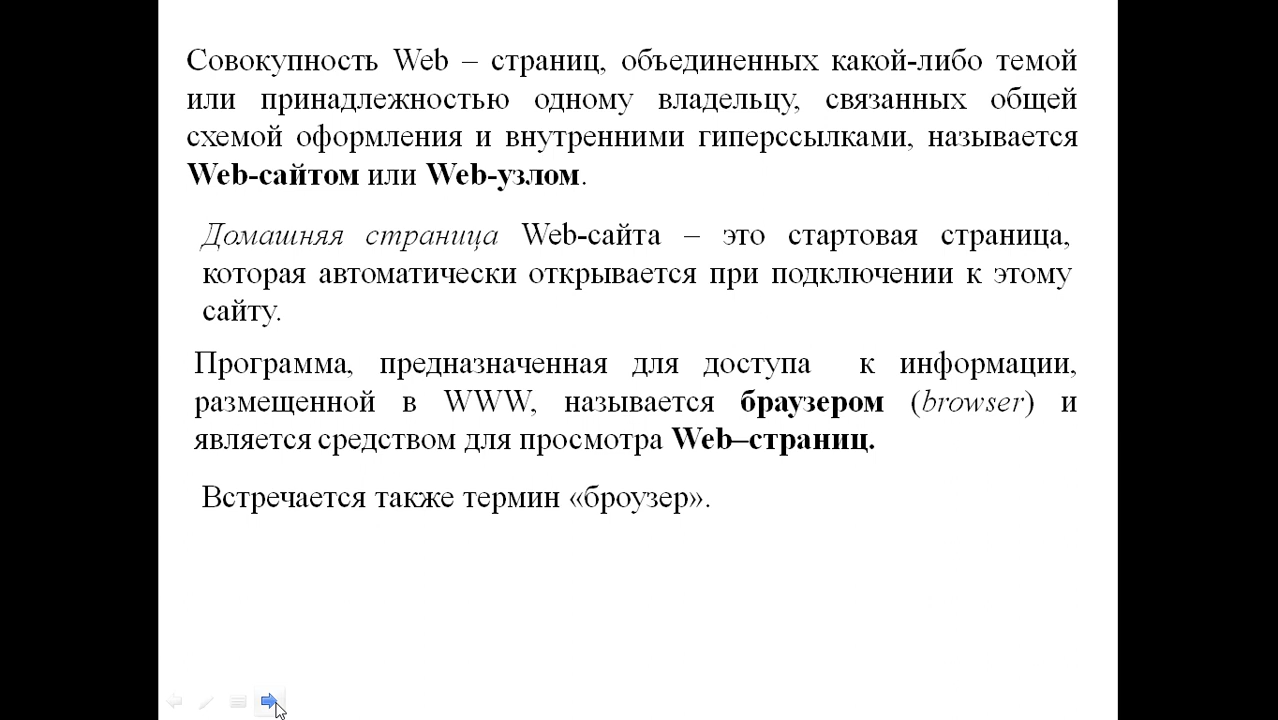 Совокупность Web – страниц, объединенных какой-либо темой
или принадлежностью одному владельцу, связанных общей
схемой оформления и внутренними гиперссылками, называется
Web-сайтом или Web-узлом.
Домашняя страница Web-сайта – это стартовая страница,
которая автоматически открывается при подключении к этому
сайту.
Программа, предназначенная для доступа к информации,
размещенной в WWW, называется браузером (browser) и
является средством для просмотра Web–страниц.
Встречается также термин «броузер».